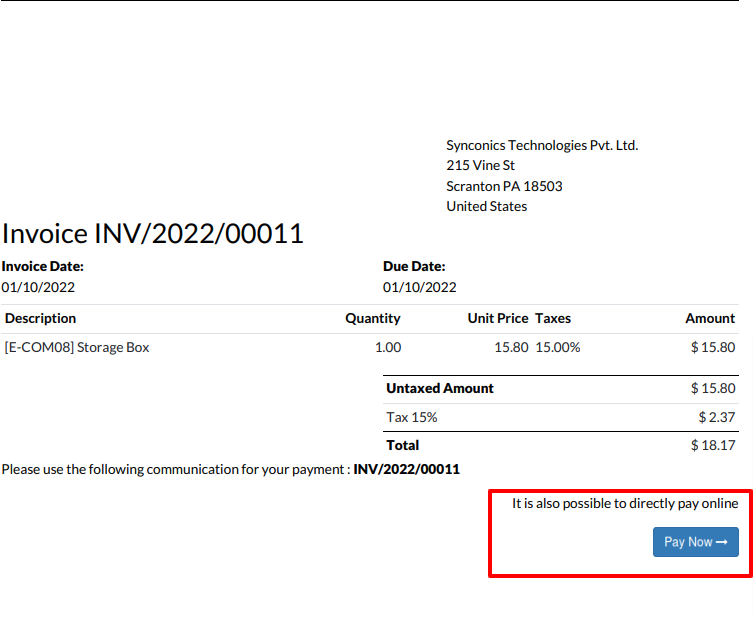 Synconics Technologies Pvt. Ltd.
215 Vine St
Scranton PA 18503
United States
Invoice INV/2022/00011
Invoice Date: Due Date:
01/10/2022 01/10/2022
Description Quantity Unit Price Taxes Amount
[E-COM08] Storage Box 1.00 15.80 15.00% $ 15.80
Untaxed Amount $ 15.80
Tax 15% $ 2.37
Total $ 18.17
Please use the following communication for your payment : INV/2022/00011
It is also possible to directly pay online
Pay Now →